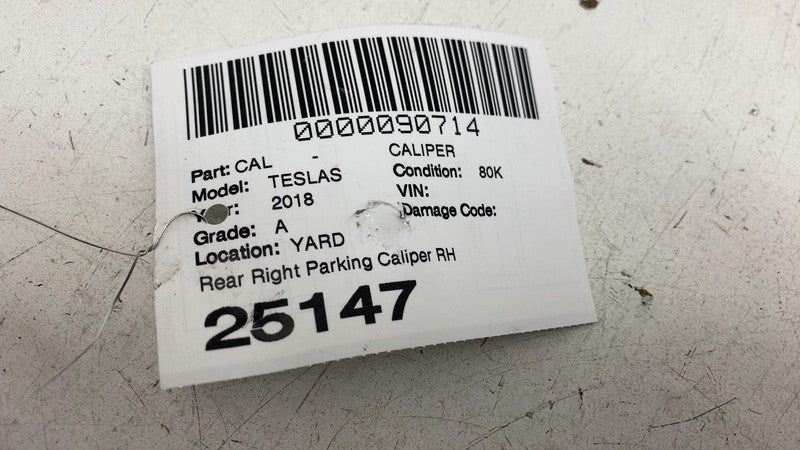 0000090714
Part: CAL - CALIPER
Model: TESLAS Condition: 80K
2018 VIN:
Grade: A Damage Code:
Location: YARD
Rear Right Parking Caliper RH
25147